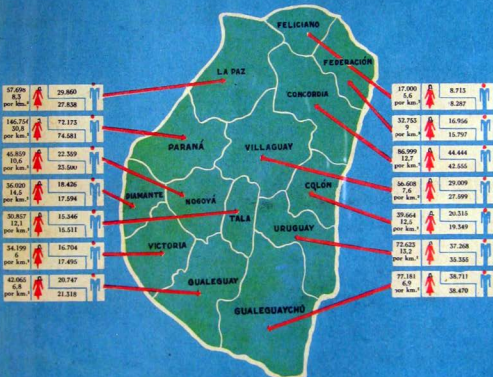 FELICIANO
FEDERACIÓN
LA PAZ
CONCORDIA
PARANÁ
VILLAGUAY
DIAMANTE
NOGOYÁ
COLÓN
TALA
URUGUAY
VICTORIA
GUALEGUAY
GUALEGUAYCHÚ
57.698
8,3
por km.²
29.860
27.838
146.754
30,8
por km.²
72.173
74.581
45.859
10,6
por km.²
22.359
23.500
36.020
14,5
por km.²
18.426
17.594
30.857
12,1
por km.²
15.346
15.511
34.199
6
por km.²
16.704
17.495
42.065
6,8
por km.²
20.747
21.318
17.000
5,6
por km.²
8.713
8.287
32.753
9
por km.²
16.956
15.797
86.999
12,7
por km.²
44.444
42.555
56.608
7,6
por km.²
29.009
27.599
39.664
12,5
por km.²
20.315
19.349
72.623
13,2
por km.²
37.268
35.355
77.181
6,9
por km.²
38.711
38.470